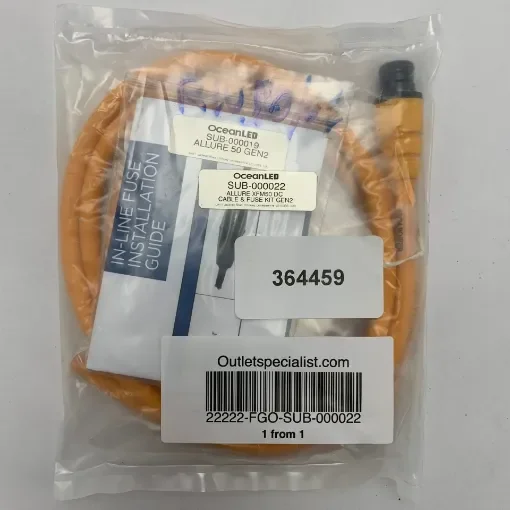 OceanLED
SUB-000019
ALLURE 50 GEN2
OceanLED
SUB-000022
ALLURE XFM50 DC
CABLE & FUSE KIT GEN2
IN-LINE FUSE
INSTALLATION
GUIDE
364459
Outletspecialist.com
22222-FGO-SUB-000022
1 from 1